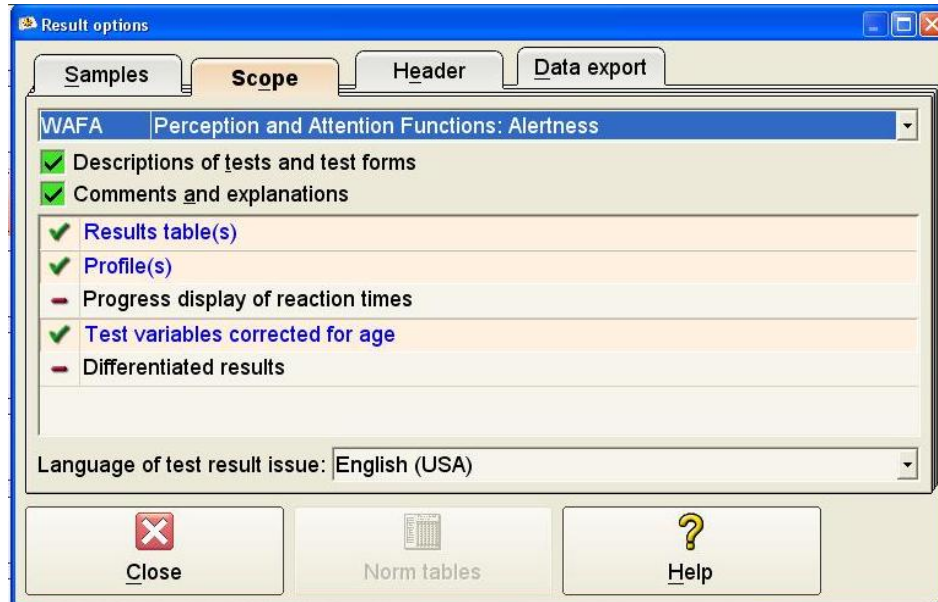 Result options
Samples Scope Header Data export
WAFA Perception and Attention Functions: Alertness
Descriptions of tests and test forms
Comments and explanations
Results table(s)
Profile(s)
Progress display of reaction times
Test variables corrected for age
Differentiated results
Language of test result issue: English (USA)
Close Norm tables Help